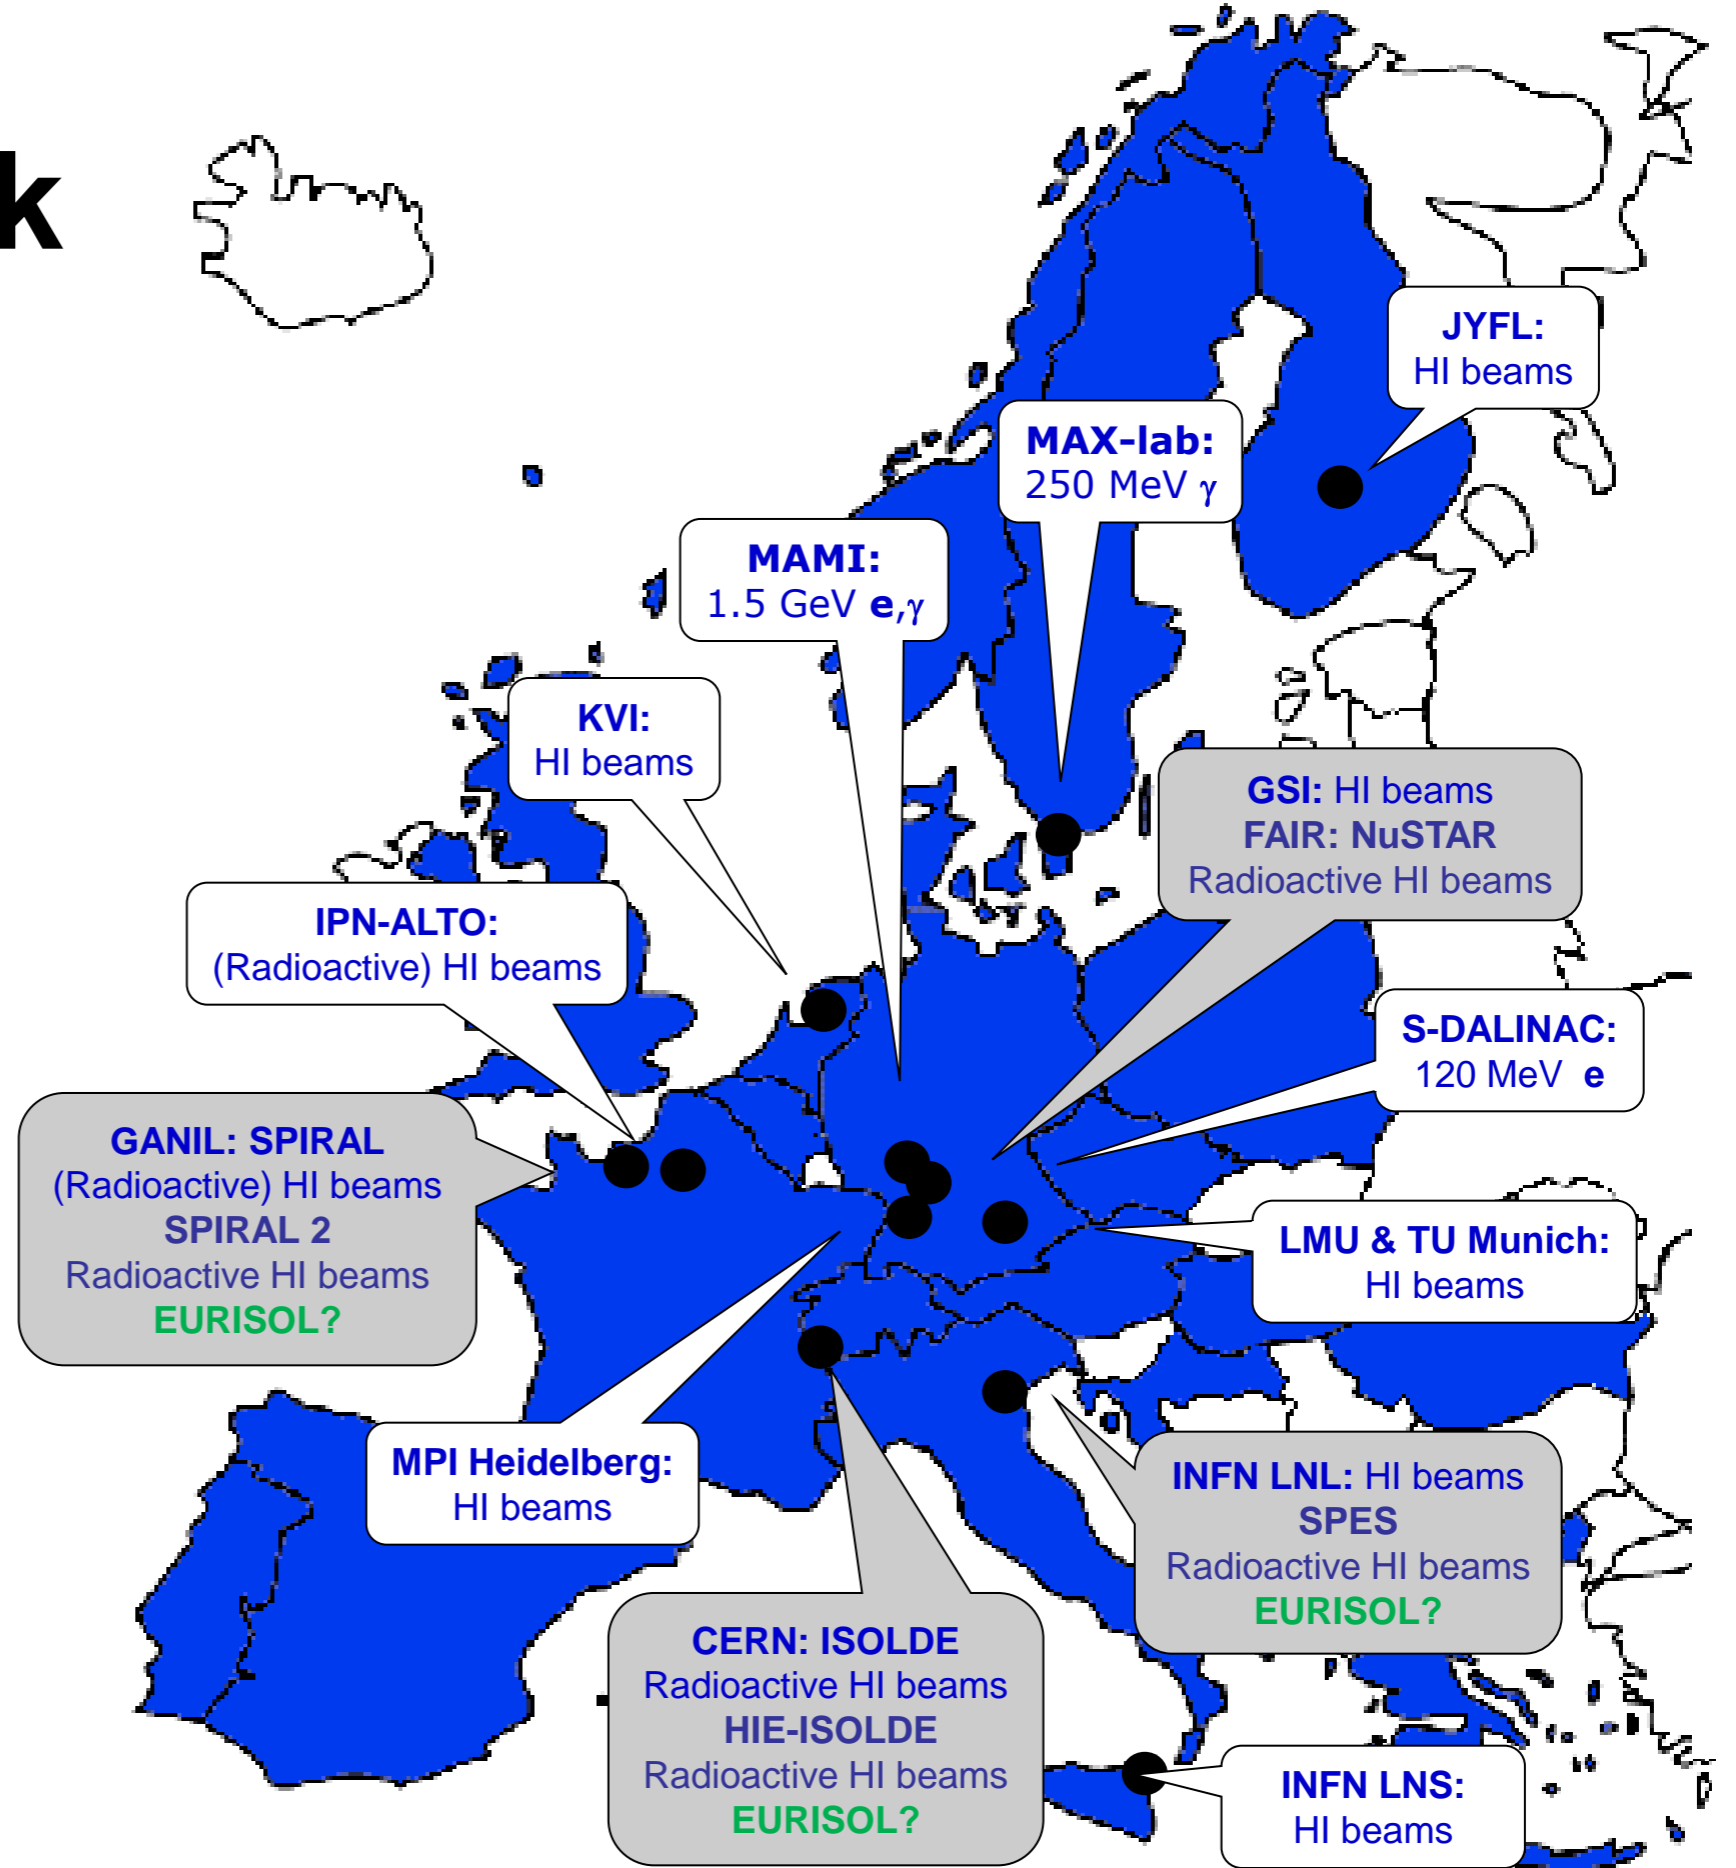 k
JYFL:
HI beams
MAX-lab:
250 MeV γ
MAMI:
1.5 GeV e,γ
KVI:
HI beams
GSI: HI beams
FAIR: NuSTAR
Radioactive HI beams
IPN-ALTO:
(Radioactive) HI beams
S-DALINAC:
120 MeV e
GANIL: SPIRAL
(Radioactive) HI beams
SPIRAL 2
Radioactive HI beams
EURISOL?
LMU & TU Munich:
HI beams
MPI Heidelberg:
HI beams
INFN LNL: HI beams
SPES
Radioactive HI beams
EURISOL?
CERN: ISOLDE
Radioactive HI beams
HIE-ISOLDE
Radioactive HI beams
EURISOL?
INFN LNS:
HI beams